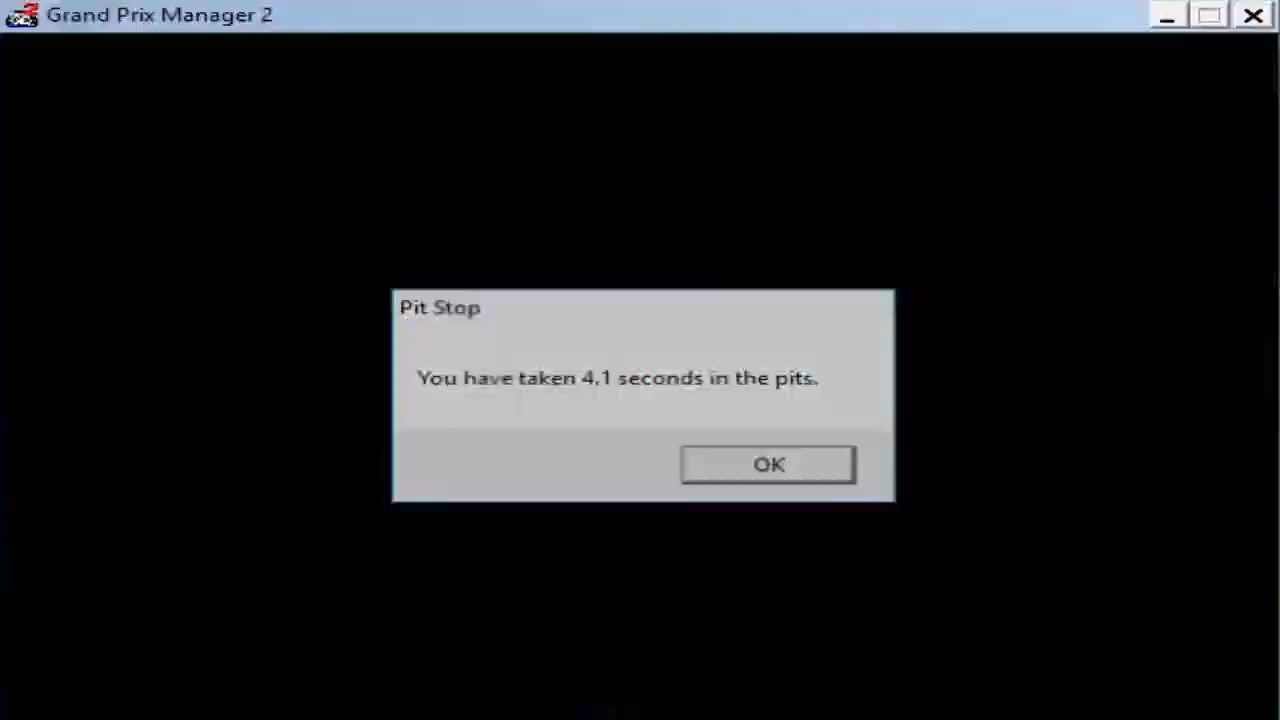 Grand Prix Manager 2
Pit Stop
You have taken 4.1 seconds in the pits.
OK